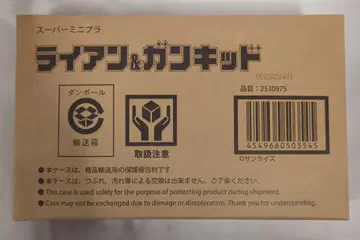 スーパーミニプラ
ライアン&ガンキッド
品番：2530975
ダンボール
輸送箱
取扱注意
4549660503545
©サンライズ
●本ケースは、商品輸送用の保護梱包材です。
●本ケースは、つぶれ、汚れ等による交換は出来ません。ご了承ください。
●This case is used solely for the purpose of protecting product during shipment.
●Case may not be exchanged due to damage or discoloration. Thank you for understanding.